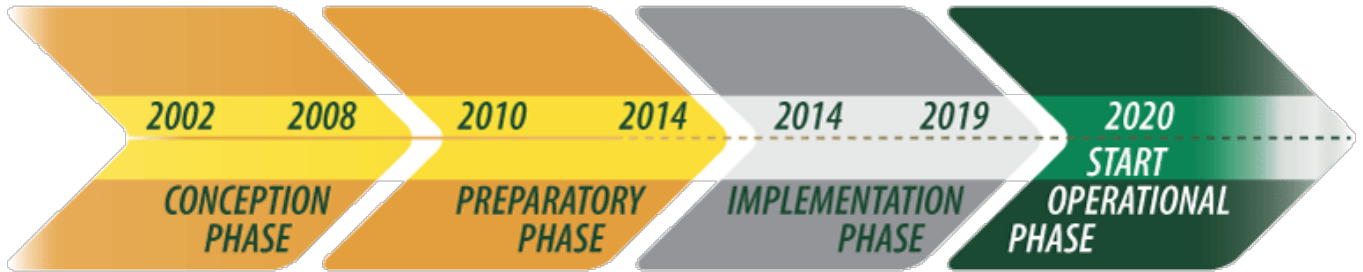 2002 2008 2010 2014 2014 2019 2020
START
CONCEPTION PREPARATORY IMPLEMENTATION OPERATIONAL
PHASE PHASE PHASE PHASE